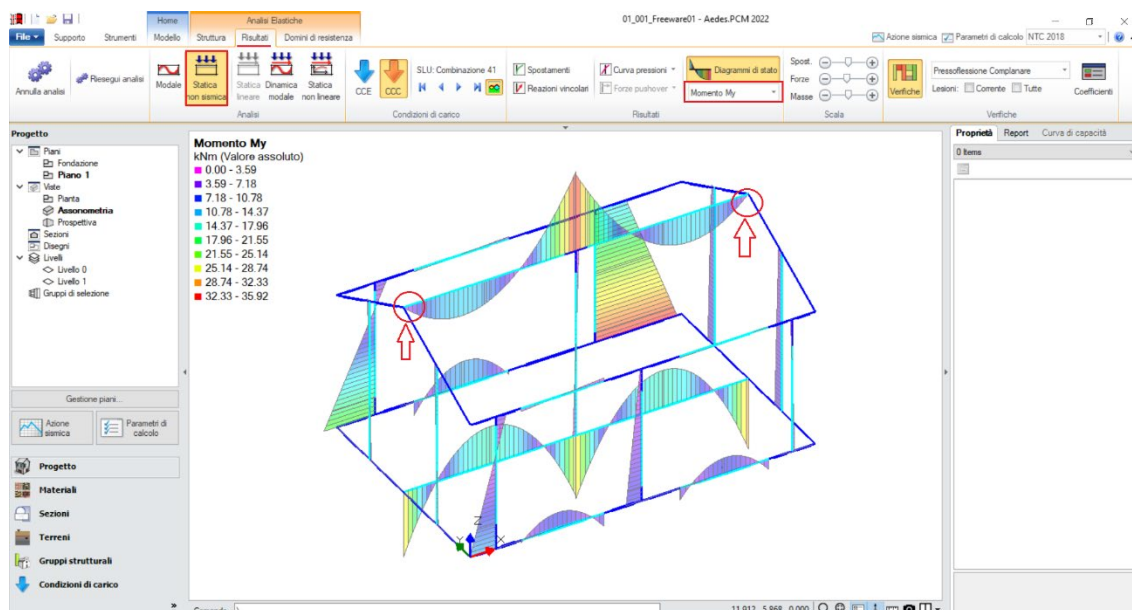 01_001_Freeware01 - Aedes.PCM 2022
Home
Analisi Elastiche
File
Supporto
Strumenti
Modello
Struttura
Risultati
Domini di resistenza
Azione sismica
Parametri di calcolo
NTC 2018
Annulla analisi
Riesegui analisi
Modale
Statica non sismica
Statica lineare
Dinamica modale
Statica non lineare
Analisi
CCE
CCC
SLU: Combinazione 41
Condizioni di carico
Spostamenti
Reazioni vincolari
Curva pressioni
Forze pushover
Diagrammi di stato
Momento My
Risultati
Spost.
Forze
Masse
Scala
Verifiche
Pressoflessione Complanare
Lesioni:
Corrente
Tutte
Coefficienti
Verifiche
Progetto
Piani
Fondazione
Piano 1
Viste
Pianta
Assonometria
Prospettiva
Sezioni
Disegni
Livelli
Livello 0
Livello 1
Gruppi di selezione
Gestione piani...
Azione sismica
Parametri di calcolo
Progetto
Materiali
Sezioni
Terreni
Gruppi strutturali
Condizioni di carico
»
Momento My
kNm (Valore assoluto)
0.00 - 3.59
3.59 - 7.18
7.18 - 10.78
10.78 - 14.37
14.37 - 17.96
17.96 - 21.55
21.55 - 25.14
25.14 - 28.74
28.74 - 32.33
32.33 - 35.92
Z
Y
X
Proprietà
Report
Curva di capacità
0 Items